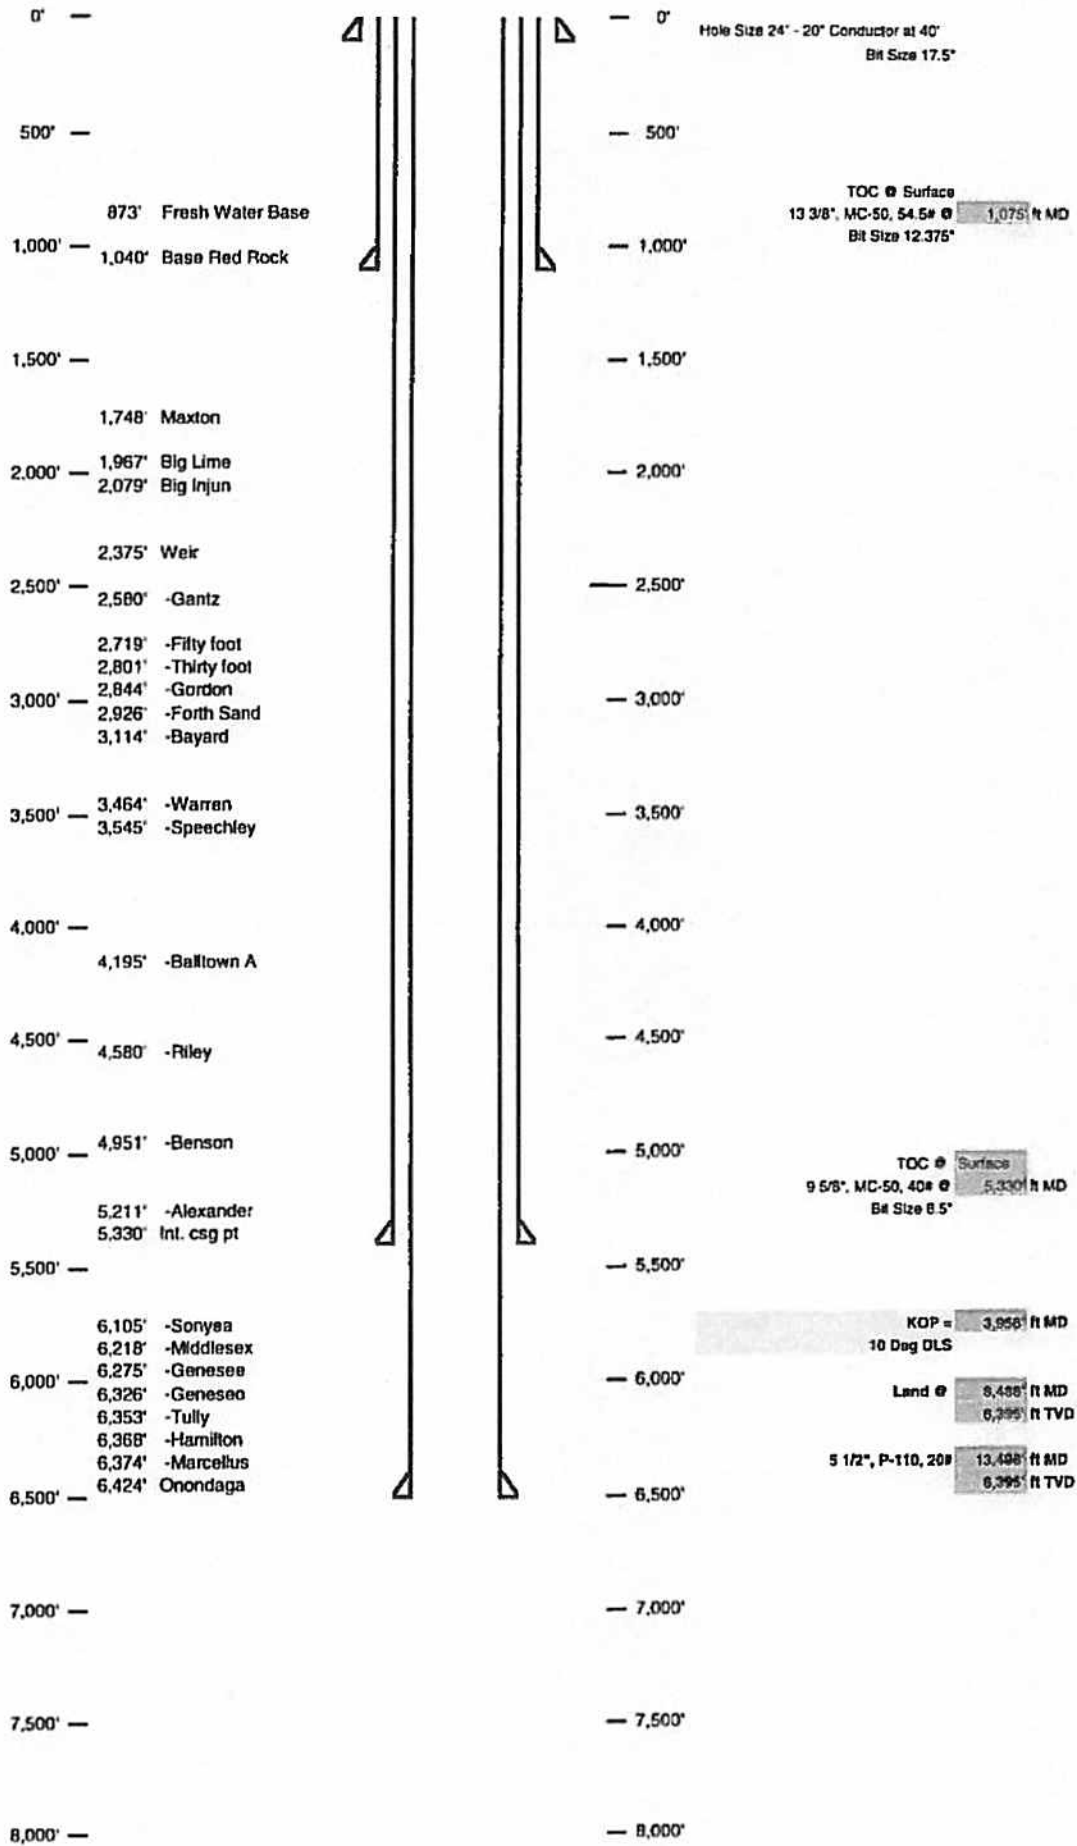 0'
500'
873' Fresh Water Base
1,000'
1,040' Base Red Rock
1,500'
1,748' Maxton
1,967' Big Lime
2,000'
2,079' Big Injun
2,375' Weir
2,500'
2,580' -Gantz
2,719' -Fifty foot
2,801' -Thirty foot
2,844' -Gordon
3,000'
2,926' -Forth Sand
3,114' -Bayard
3,464' -Warren
3,500'
3,545' -Speechley
4,000'
4,195' -Balltown A
4,500'
4,580' -Riley
4,951' -Benson
5,000'
5,211' -Alexander
5,330' Int. csg pt
5,500'
6,105' -Sonyea
6,218' -Middlesex
6,275' -Genesee
6,000'
6,326' -Geneseo
6,353' -Tully
6,368' -Hamilton
6,374' -Marcellus
6,424' Onondaga
6,500'
7,000'
7,500'
8,000'
0'
500'
1,000'
1,500'
2,000'
2,500'
3,000'
3,500'
4,000'
4,500'
5,000'
5,500'
6,000'
6,500'
7,000'
7,500'
8,000'
Hole Size 24" - 20" Conductor at 40'
Bit Size 17.5"
TOC @ Surface
13 3/8", MC-50, 54.5# @ 1,075' ft MD
Bit Size 12.375"
TOC @ Surface
9 5/8", MC-50, 40# @ 5,330' ft MD
Bit Size 8.5"
KOP = ft MD
10 Deg DLS
Land @ ft MD
6,395' ft TVD
5 1/2", P-110, 20# ft MD
6,395' ft TVD